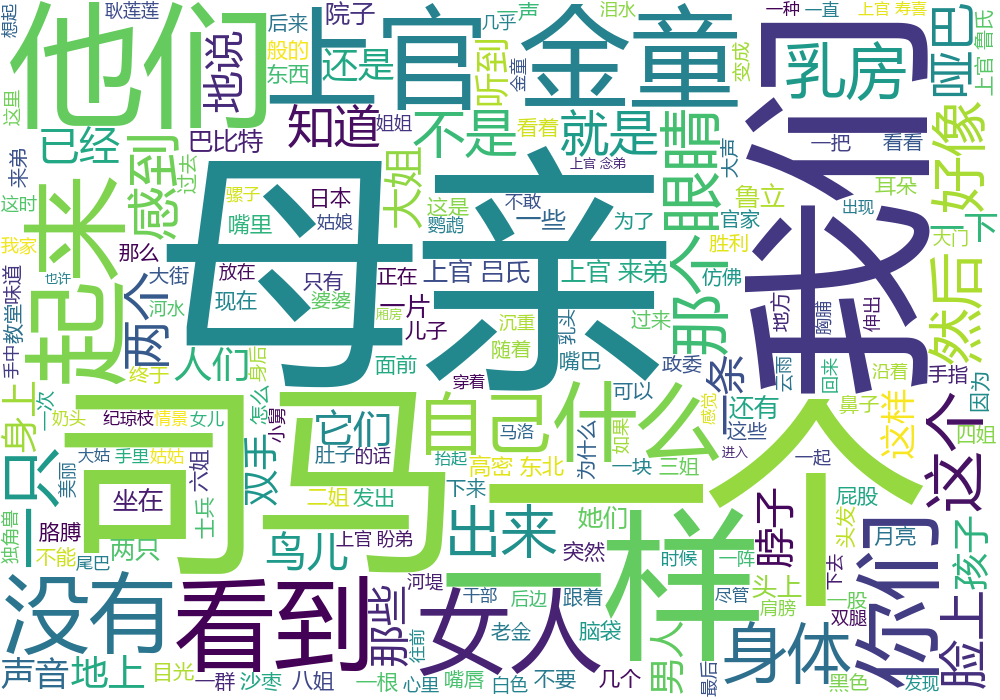 想起
他们
耿莲莲
地说
院子
后来
般的
东西
还是
上官金童
几乎
听到
一声
泪水
金童
一种
变成
一直
乳房
上官 寿喜
哑巴
上官 鲁氏
这里
已经
巴比特
知道
姐姐
不是
看着
就是
眼睛
大声
我们
一把
看看
好像
来弟
这时
起来
感到
过去
骡子
嘴里
日本
姑娘
大姐
母亲
这是
鹦鹉
不敢
一些
上官 念弟
为了
那个
鲁立
官家
胜利
仿佛
耳朵
出现
大门
一下
我家
也许
那么
大街
河水
放在
现在
只有
婆婆
正在
一片
厢房
儿子
上官 吕氏
沉重
随着
乳头
嘴巴
上官 来弟
过来
政委
地方
胸脯
伸出
然后
手中
教堂
味道
两个
人们
终于
身后
面前
穿着
可以
一条
感觉
云雨
回来
沿着
手指
因为
身上
一次
奶头
纪琼枝
情景
女儿
怎么
小舅
司马
它们
自己
什么
马洛
为什么
如果
还有
这些
进入
一个
鼻子
这样
这个
四姐
一只
美丽
大姑
手里
姑姑
六姐
双手
肚子
的话
抬起
高密 东北
一块
三姐
一起
独角兽
胳膊
坐在
士兵
二姐
发出
下来
她们
脖子
屁股
头发
月亮
你们
孩子
不能
尾巴
两只
鸟儿
上官 盼弟
出来
突然
一样
时候
一阵
头上
下去
脸上
没有
看到
那些
河堤
干部
后边
跟着
女人
尽管
肩膀
一股
双腿
往前
老金
脑袋
男人
身体
黑色
发现
声音
地上
目光
一群
沙枣
八姐
一根
心里
嘴唇
白色
不要
几个
最后